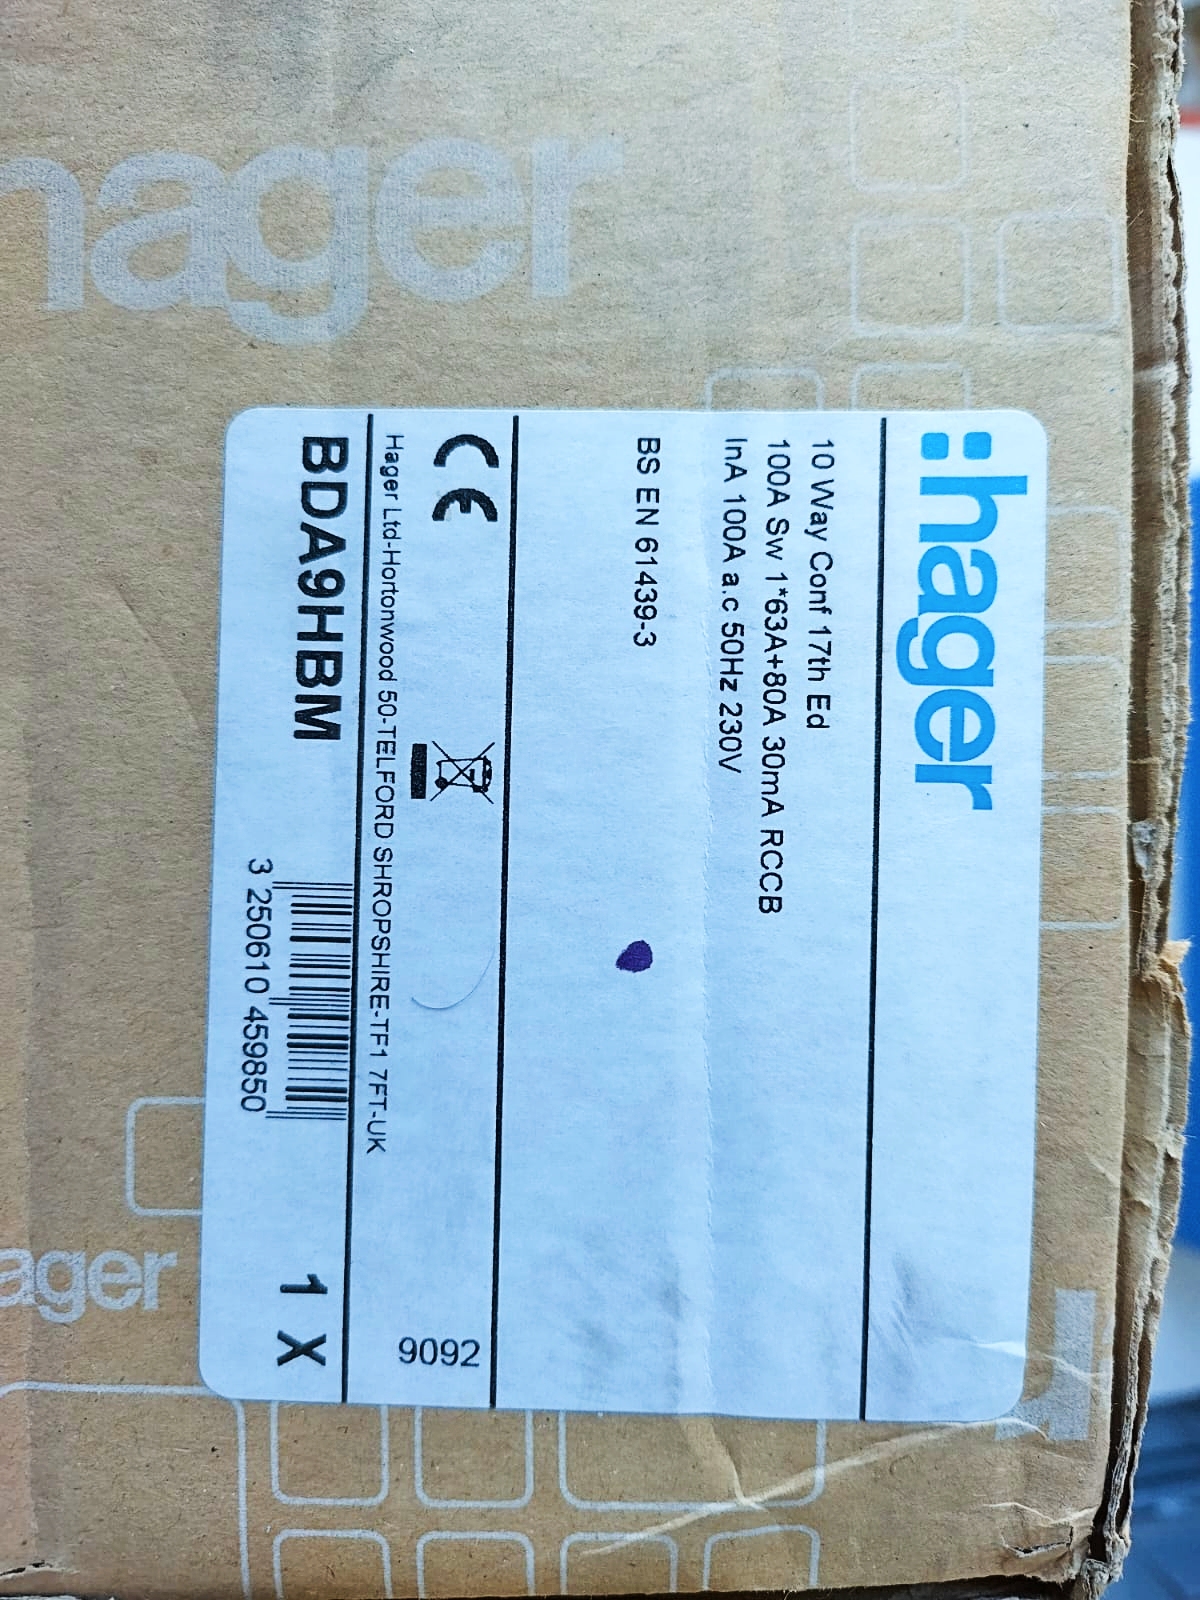 hager
:hager
10 Way Conf 17th Ed
100A Sw 1*63A+80A 30mA RCCB
InA 100A a.c 50Hz 230V
BS EN 61439-3
CE
9092
Hager Ltd-Hortonwood 50-TELFORD SHROPSHIRE-TF1 7FT-UK
BDA9HBM
3 250610 459850
1 X
ager